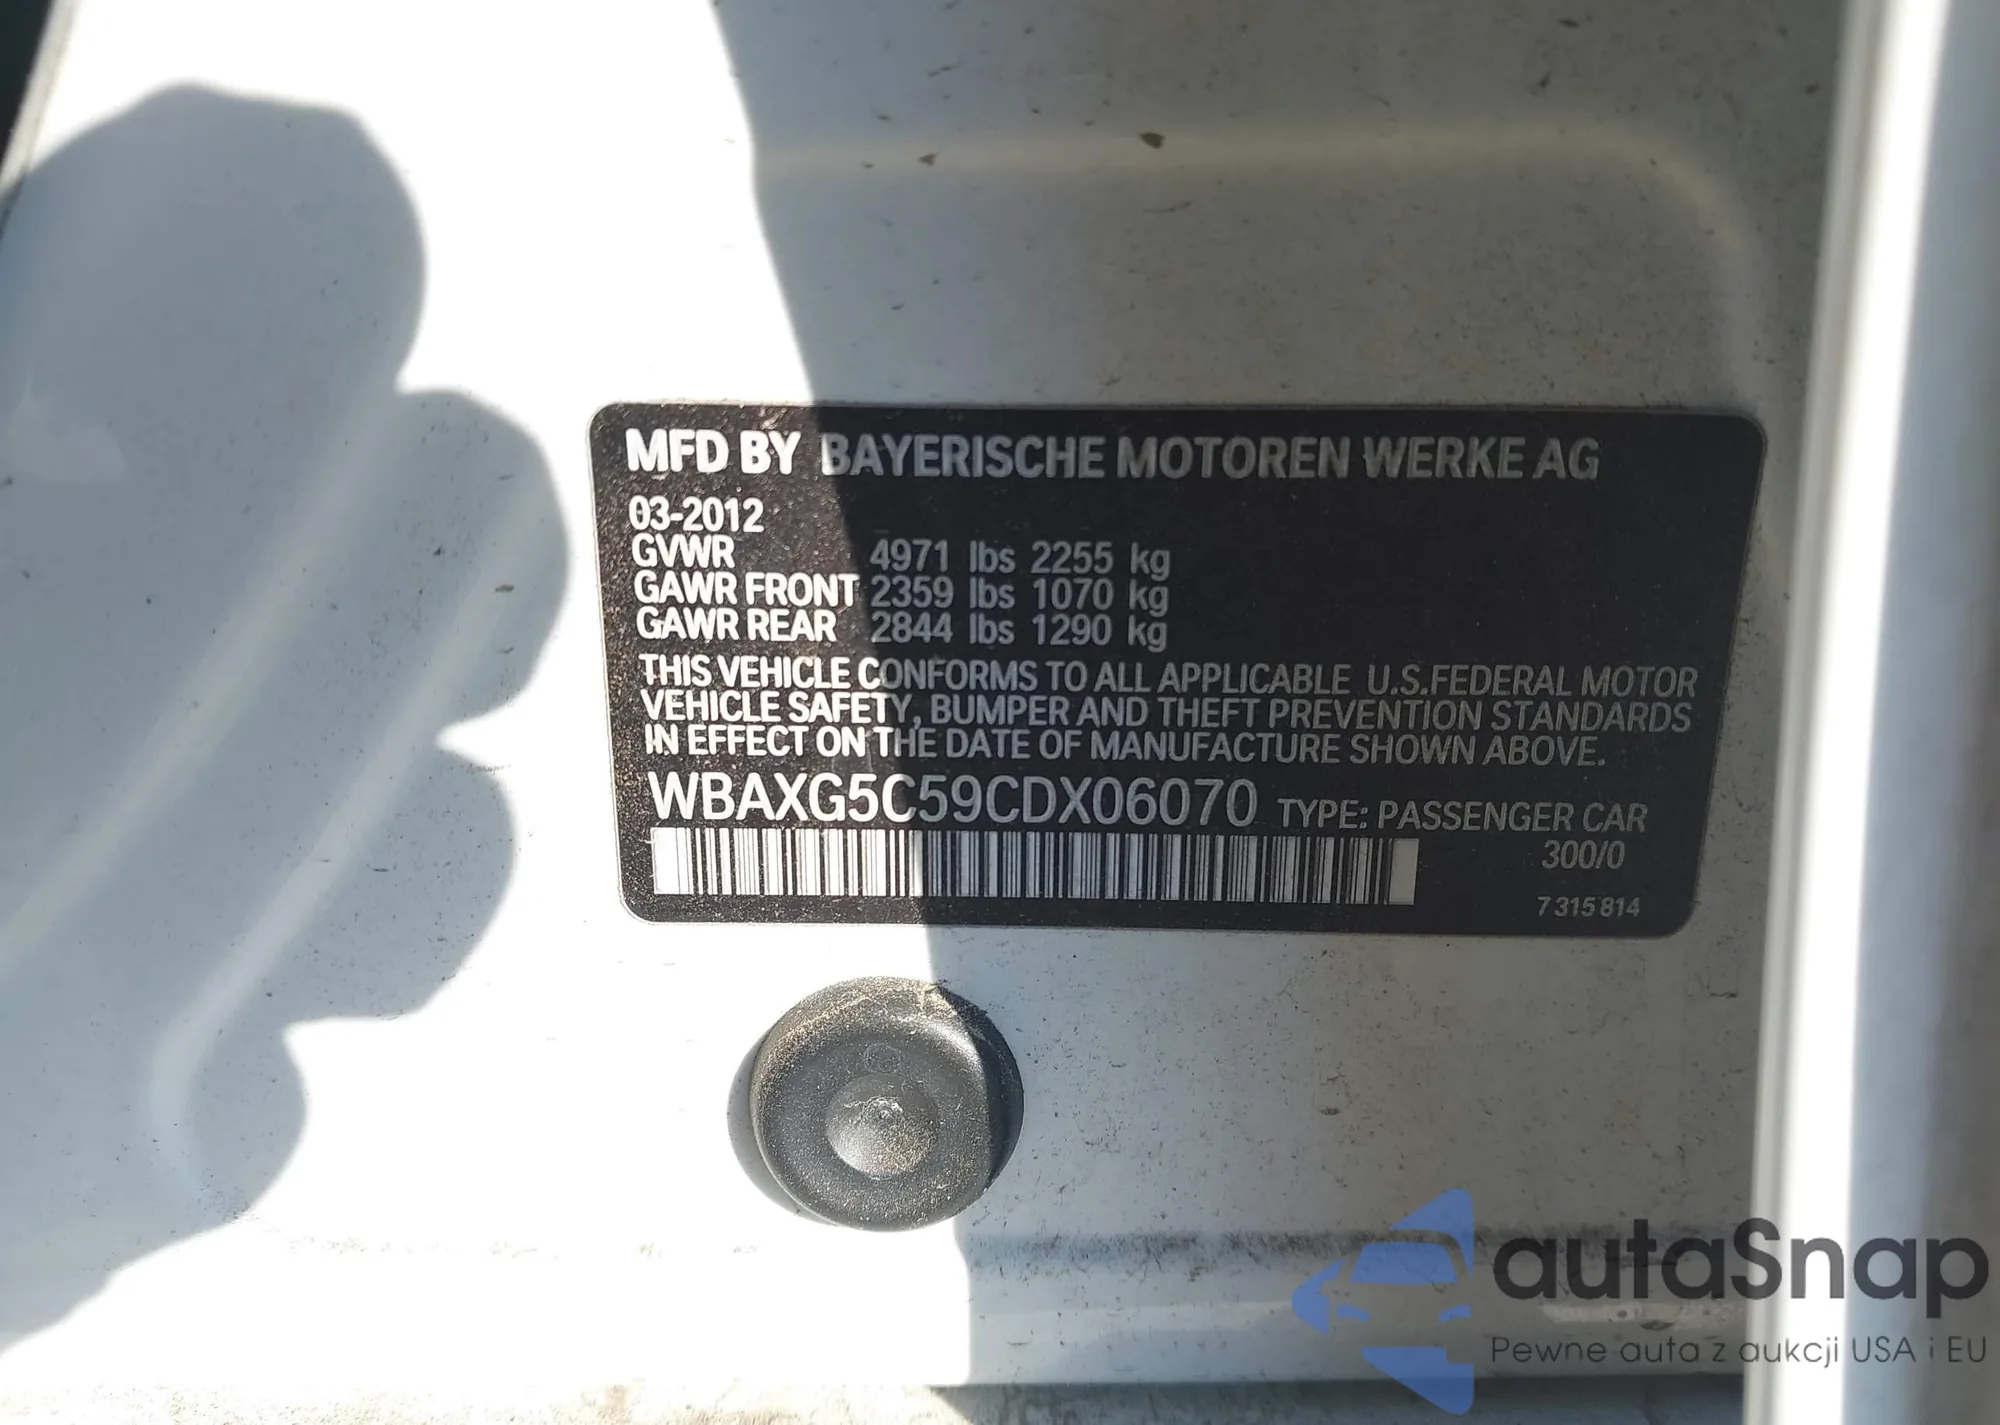 MFD BY BAYERISCHE MOTOREN WERKE AG
03-2012
GVWR 4971 lbs 2255 kg
GAWR FRONT 2359 lbs 1070 kg
GAWR REAR 2844 lbs 1290 kg
THIS VEHICLE CONFORMS TO ALL APPLICABLE U.S.FEDERAL MOTOR
VEHICLE SAFETY, BUMPER AND THEFT PREVENTION STANDARDS
IN EFFECT ON THE DATE OF MANUFACTURE SHOWN ABOVE.
WBAXG5C59CDX06070 TYPE: PASSENGER CAR
300/0
7 315 814
autaSnap
Pewne auta z aukcji USA i EU